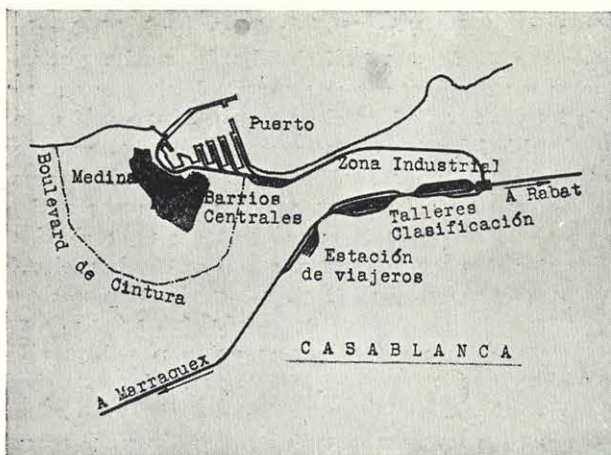 Puerto
Zona Industrial
Medina
Barrios
Centrales
A Rabat
Talleres
Clasificación
Estación
de viajeros
Boulevard
de Cintura
CASABLANCA
A Marraquex